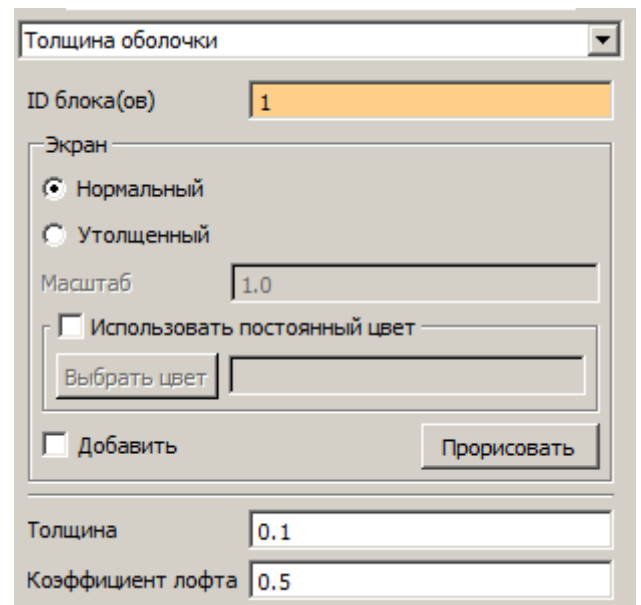 Толщина оболочки
ID блока(ов) 1
Экран
Нормальный
Утолщенный
Масштаб 1.0
Использовать постоянный цвет
Выбрать цвет
Добавить Прорисовать
Толщина 0.1
Коэффициент лофта 0.5